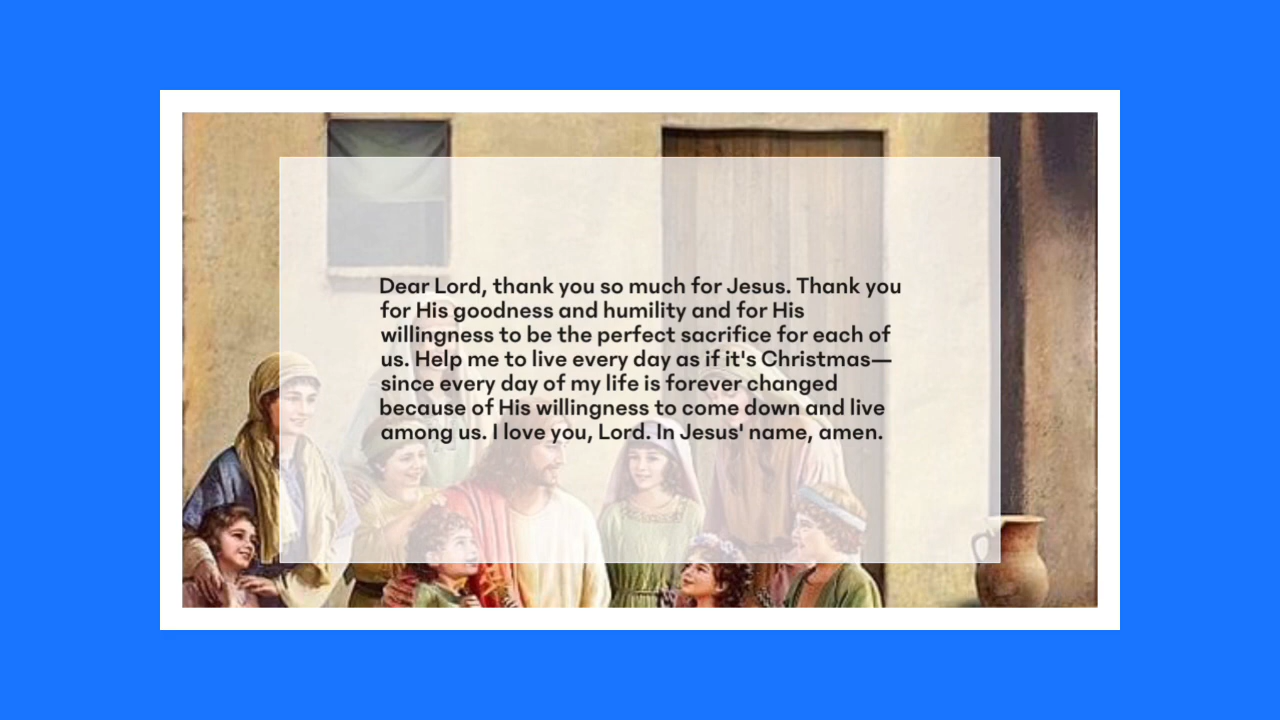 Dear Lord, thank you so much for Jesus. Thank you
for His goodness and humility and for His
willingness to be the perfect sacrifice for each of
us. Help me to live every day as if it's Christmas—
since every day of my life is forever changed
because of His willingness to come down and live
among us. I love you, Lord. In Jesus' name, amen.